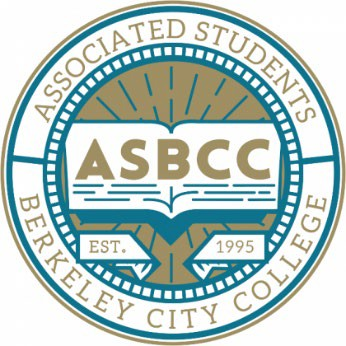 ASSOCIATED STUDENTS
ASBCC
EST. 1995
BERKELEY CITY COLLEGE